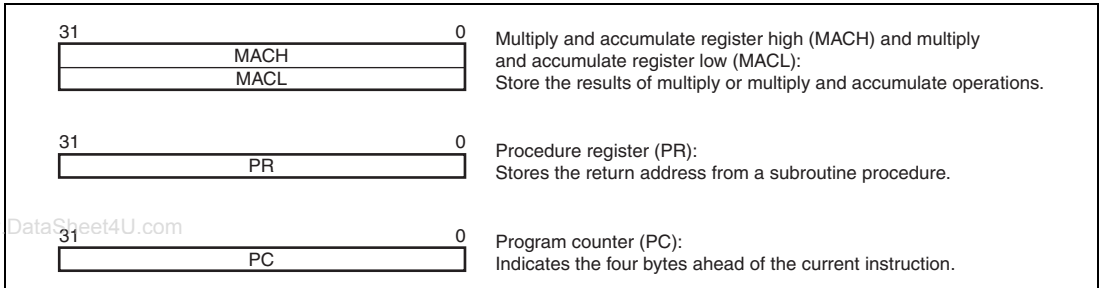 31 0
MACH
MACL
Multiply and accumulate register high (MACH) and multiply
and accumulate register low (MACL):
Store the results of multiply or multiply and accumulate operations.
31 0
PR
Procedure register (PR):
Stores the return address from a subroutine procedure.
DataSheet4U.com
31 0
PC
Program counter (PC):
Indicates the four bytes ahead of the current instruction.